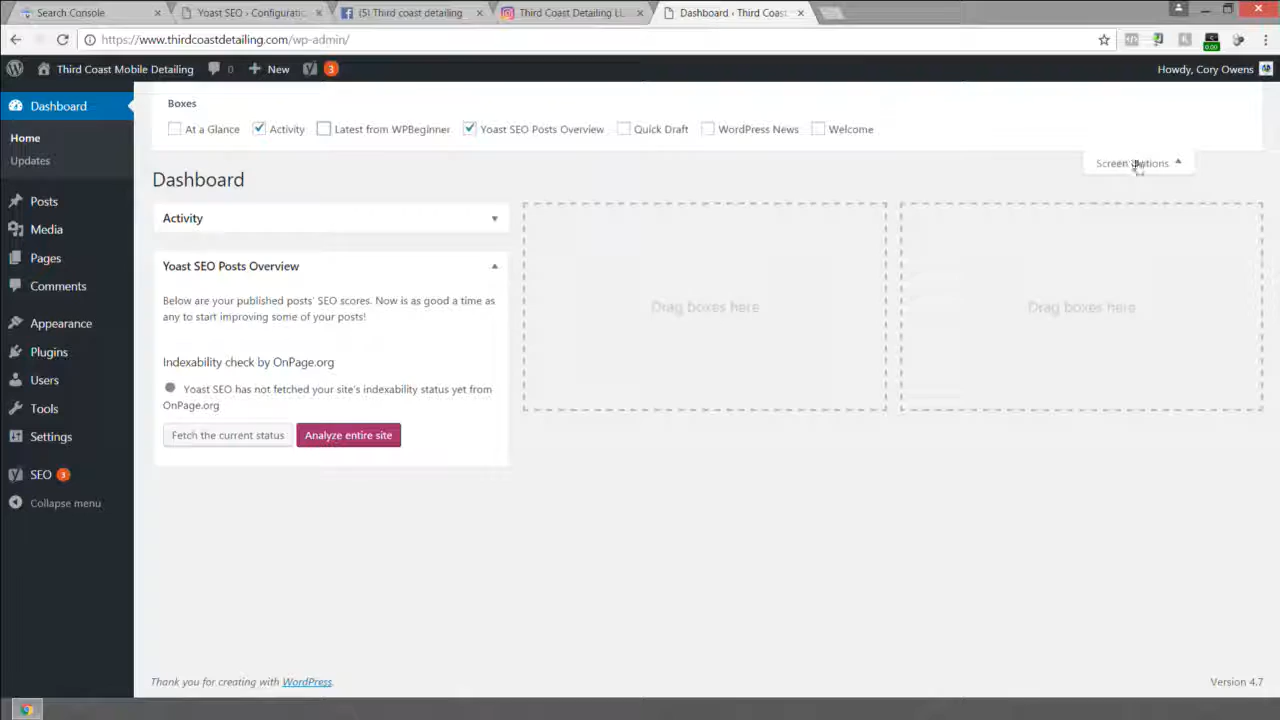 Search Console
Yoast SEO › Configuratio
(5) Third coast detailing
Third Coast Detailing LL
Dashboard ‹ Third Coas
https://www.thirdcoastdetailing.com/wp-admin/
0.00
Third Coast Mobile Detailing
0
New
3
Howdy, Cory Owens
Dashboard
Home
Updates
Posts
Media
Pages
Comments
Appearance
Plugins
Users
Tools
Settings
SEO 3
Collapse menu
Boxes
At a Glance
Activity
Latest from WPBeginner
Yoast SEO Posts Overview
Quick Draft
WordPress News
Welcome
Screen Options
Dashboard
Activity
Yoast SEO Posts Overview
Below are your published posts' SEO scores. Now is as good a time as
any to start improving some of your posts!
Indexability check by OnPage.org
Yoast SEO has not fetched your site's indexability status yet from
OnPage.org
Fetch the current status
Analyze entire site
Drag boxes here
Drag boxes here
Thank you for creating with WordPress.
Version 4.7